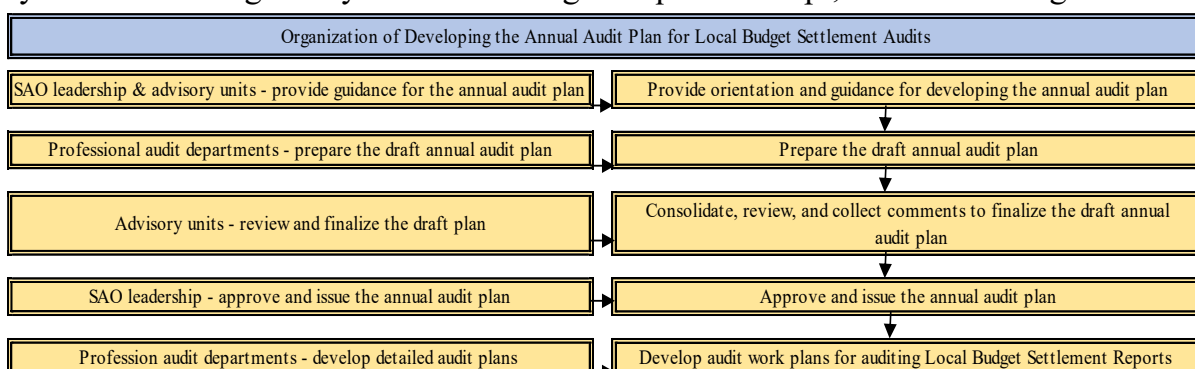 Organization of Developing the Annual Audit Plan for Local Budget Settlement Audits
SAO leadership & advisory units - provide guidance for the annual audit plan
Provide orientation and guidance for developing the annual audit plan
Professional audit departments - prepare the draft annual audit plan
Prepare the draft annual audit plan
Advisory units - review and finalize the draft plan
Consolidate, review, and collect comments to finalize the draft annual
audit plan
SAO leadership - approve and issue the annual audit plan
Approve and issue the annual audit plan
Profession audit departments - develop detailed audit plans
Develop audit work plans for auditing Local Budget Settlement Reports